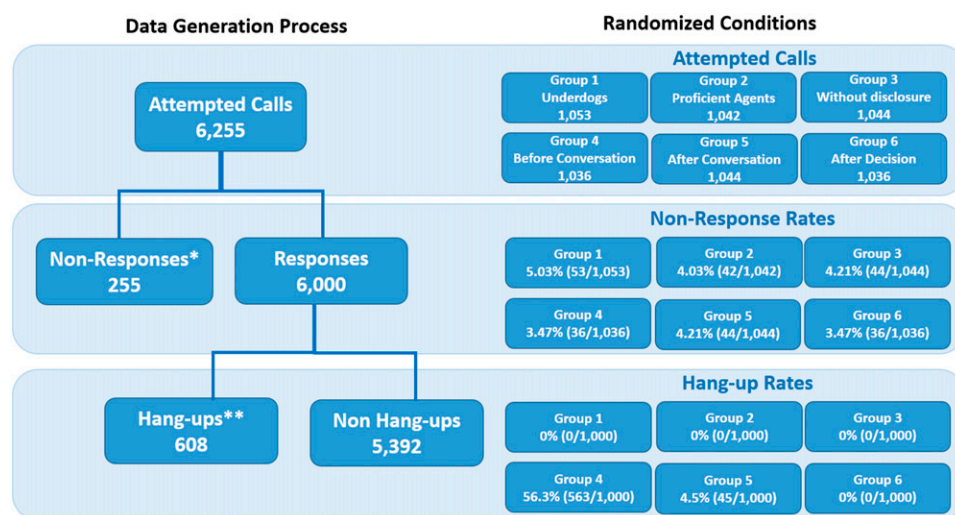 Data Generation Process
Randomized Conditions
Attempted Calls
6,255
Attempted Calls
Group 1
Underdogs
1,053
Group 2
Proficient Agents
1,042
Group 3
Without disclosure
1,044
Group 4
Before Conversation
1,036
Group 5
After Conversation
1,044
Group 6
After Decision
1,036
Non-Responses*
255
Responses
6,000
Non-Response Rates
Group 1
5.03% (53/1,053)
Group 2
4.03% (42/1,042)
Group 3
4.21% (44/1,044)
Group 4
3.47% (36/1,036)
Group 5
4.21% (44/1,044)
Group 6
3.47% (36/1,036)
Hang-ups**
608
Non Hang-ups
5,392
Hang-up Rates
Group 1
0% (0/1,000)
Group 2
0% (0/1,000)
Group 3
0% (0/1,000)
Group 4
56.3% (563/1,000)
Group 5
4.5% (45/1,000)
Group 6
0% (0/1,000)